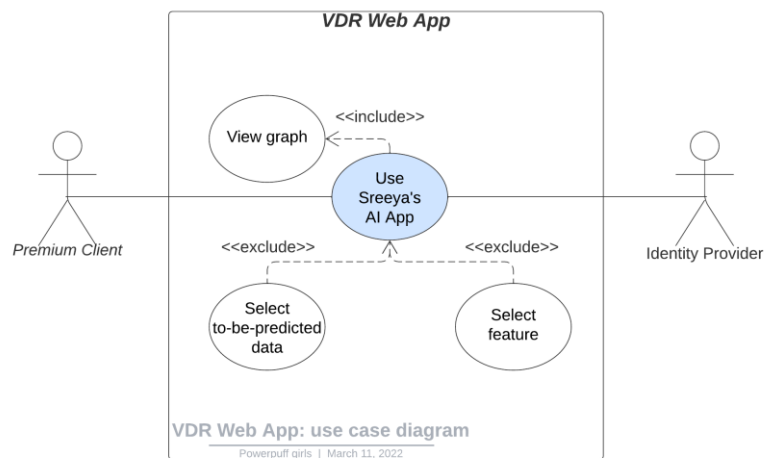 VDR Web App
<<include>>
View graph
Use
Sreeya's
AI App
Premium Client
Identity Provider
<<exclude>>
<<exclude>>
Select
to-be-predicted
data
Select
feature
VDR Web App: use case diagram
Powerpuff girls | March 11, 2022